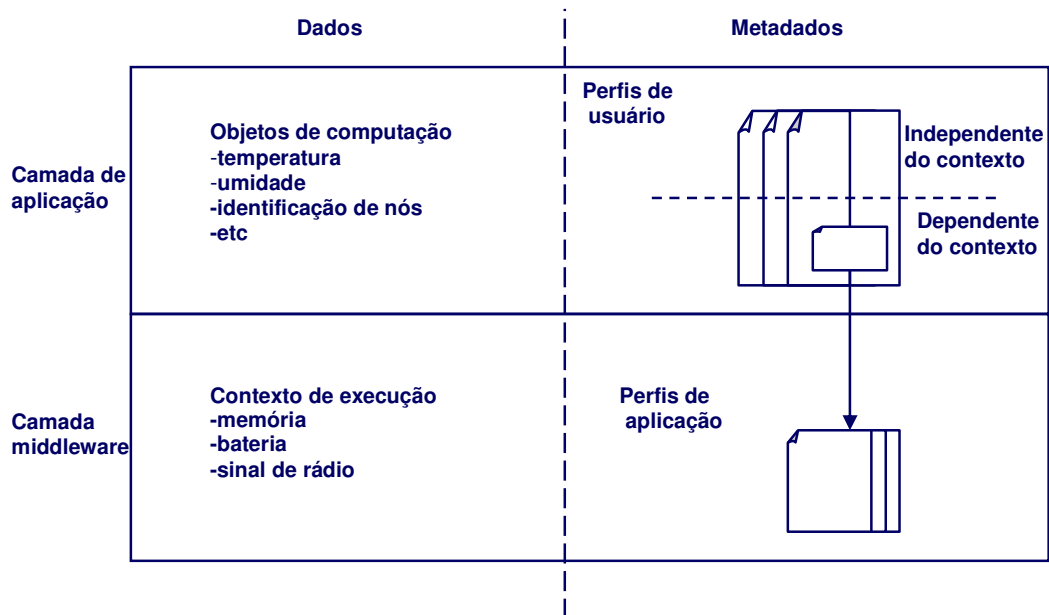 Dados
Metadados
Camada de
aplicação
Objetos de computação
-temperatura
-umidade
-identificação de nós
-etc
Perfis de
usuário
Independente
do contexto
Dependente
do contexto
Camada
middleware
Contexto de execução
-memória
-bateria
-sinal de rádio
Perfis de
aplicação